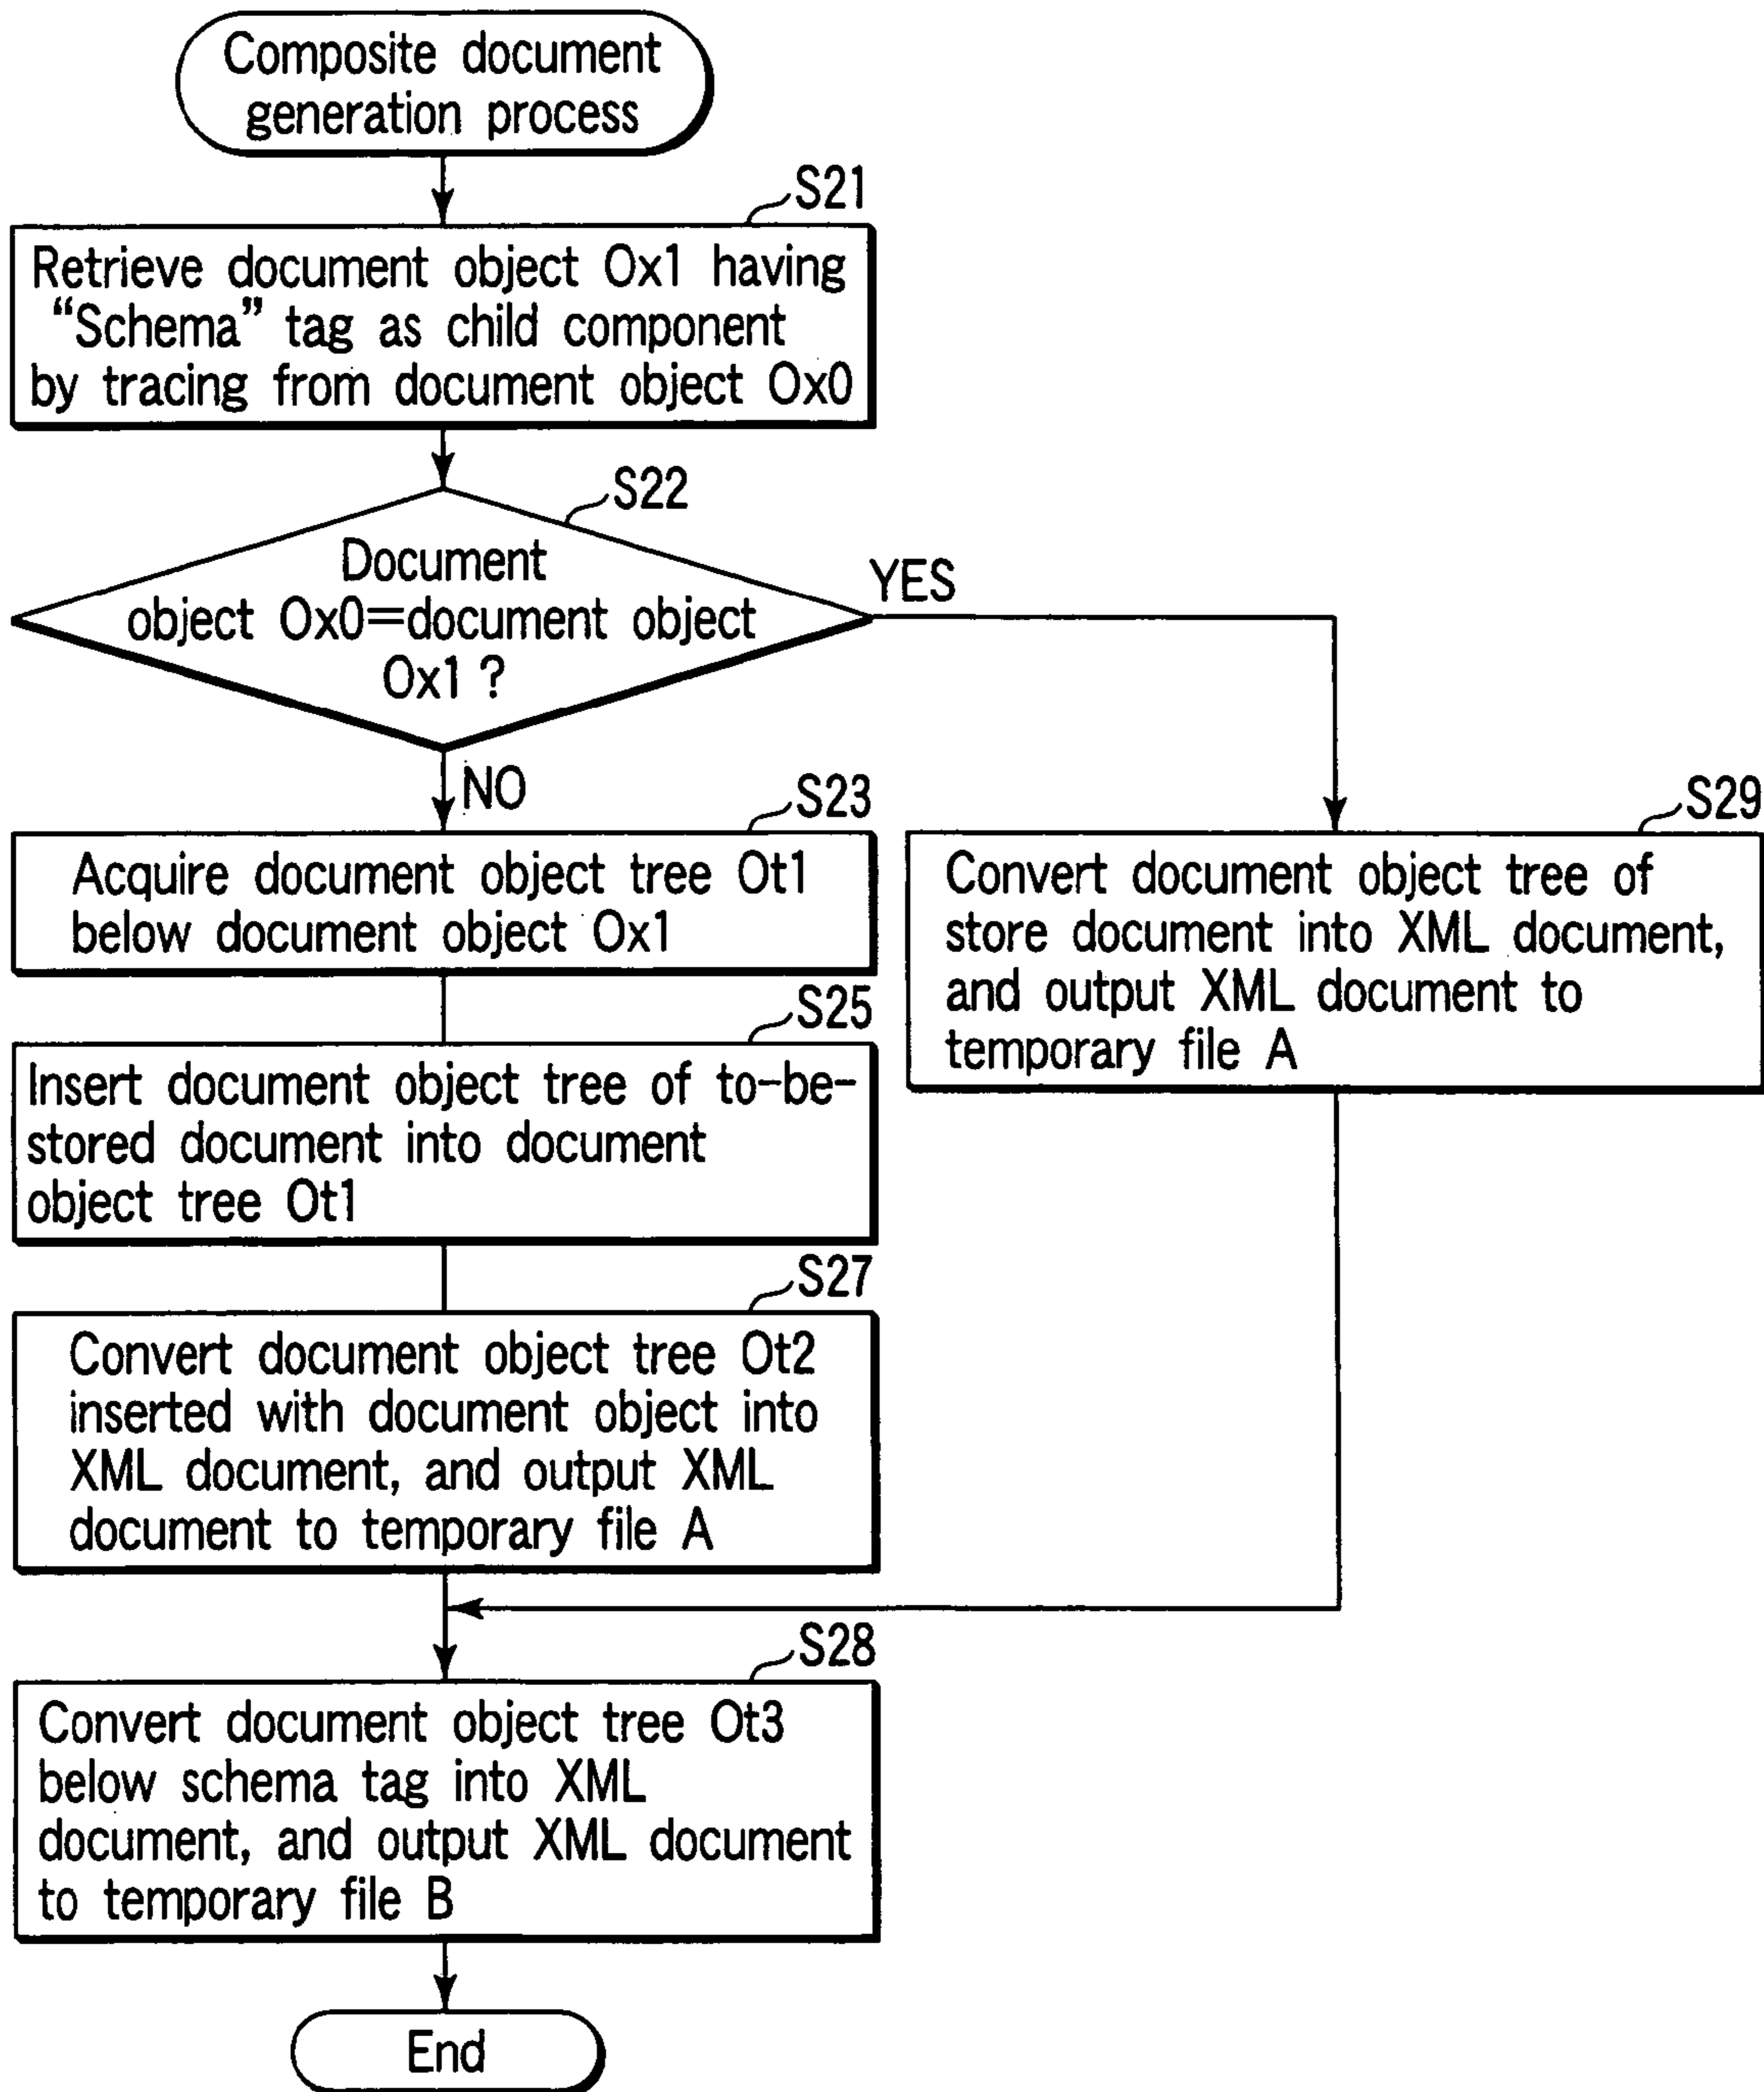 Composite document
generation process
S21
Retrieve document object Ox1 having
“Schema” tag as child component
by tracing from document object Ox0
S22
Document
object Ox0=document object
Ox1 ?
YES
NO
S23
Acquire document object tree Ot1
below document object Ox1
S29
Convert document object tree of
store document into XML document,
and output XML document to
temporary file A
S25
Insert document object tree of to-be-
stored document into document
object tree Ot1
S27
Convert document object tree Ot2
inserted with document object into
XML document, and output XML
document to temporary file A
S28
Convert document object tree Ot3
below schema tag into XML
document, and output XML document
to temporary file B
End